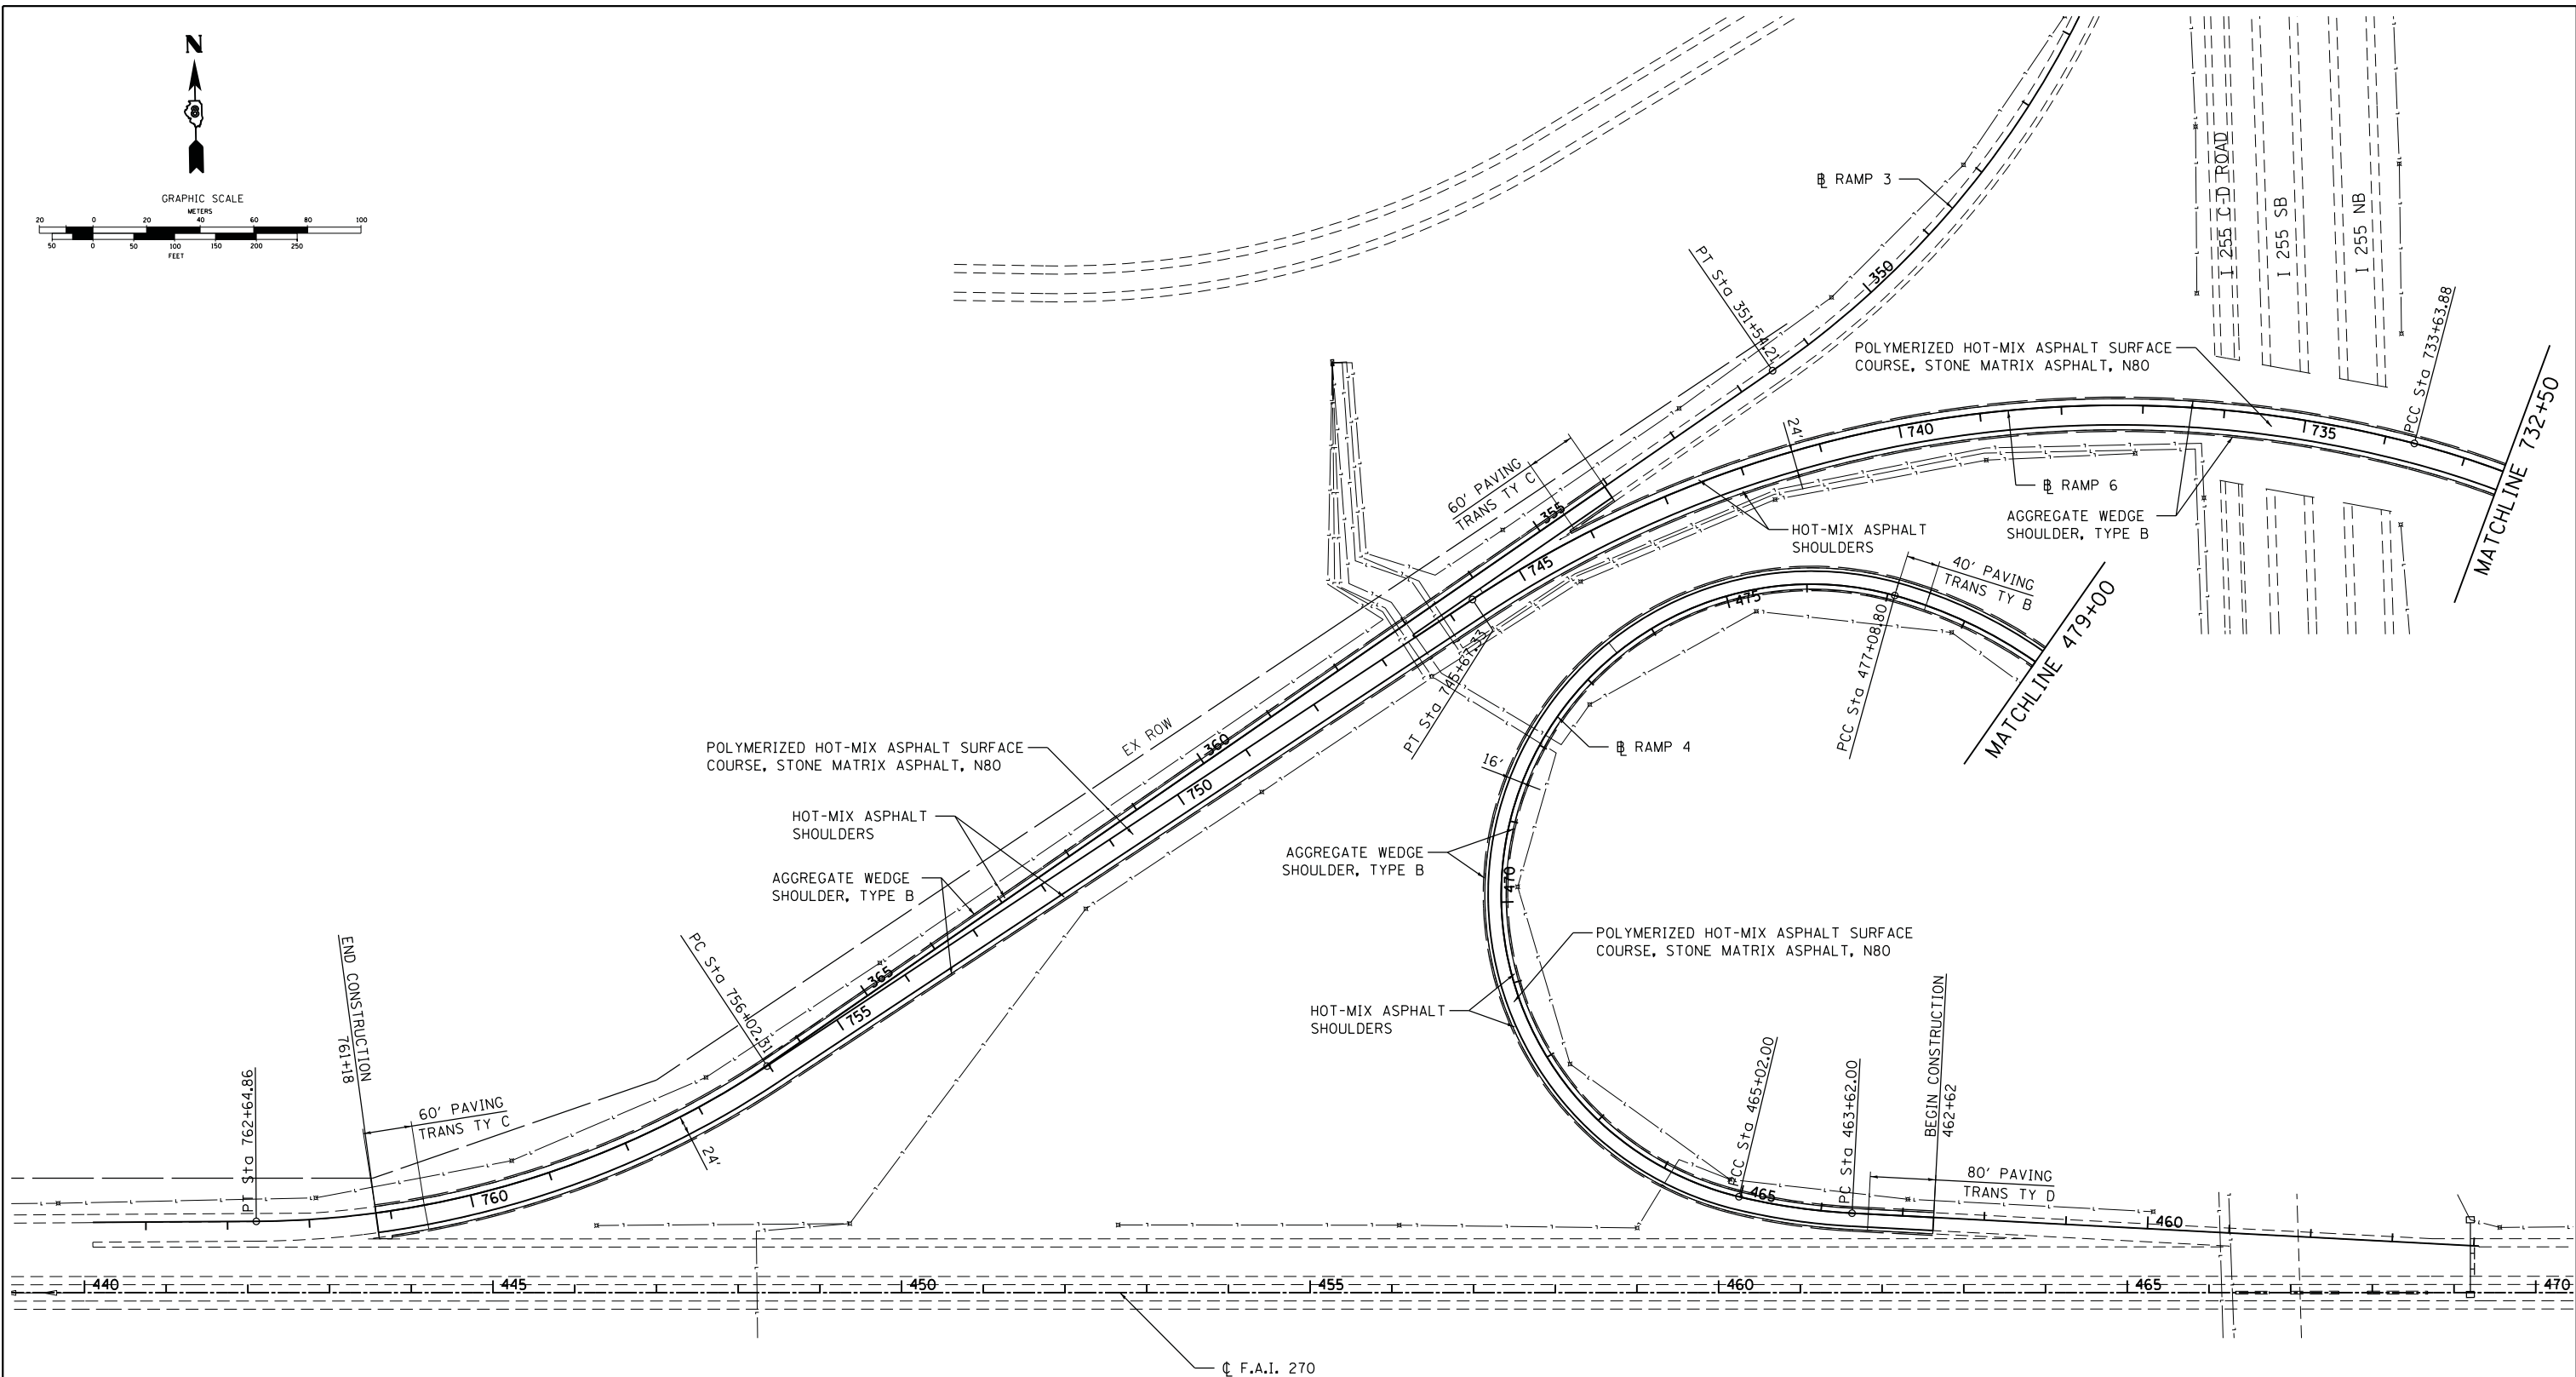 N
GRAPHIC SCALE
METERS
20 0 20 40 60 80 100
50 0 50 100 150 200 250
FEET
℄ RAMP 3
I 255 C-D ROAD
I 255 SB
I 255 NB
350
PT Sta 351+54.21
POLYMERIZED HOT-MIX ASPHALT SURFACE
COURSE, STONE MATRIX ASPHALT, N80
PCC Sta 733+63.88
MATCHLINE 732+50
735
740
24'
60' PAVING
TRANS TY C
355
℄ RAMP 6
AGGREGATE WEDGE
SHOULDER, TYPE B
HOT-MIX ASPHALT
SHOULDERS
745
40' PAVING
TRANS TY B
475
PCC Sta 477+08.80
MATCHLINE 479+00
PT Sta 745+67.33
EX ROW
360
750
POLYMERIZED HOT-MIX ASPHALT SURFACE
COURSE, STONE MATRIX ASPHALT, N80
℄ RAMP 4
16'
HOT-MIX ASPHALT
SHOULDERS
AGGREGATE WEDGE
SHOULDER, TYPE B
AGGREGATE WEDGE
SHOULDER, TYPE B
470
POLYMERIZED HOT-MIX ASPHALT SURFACE
COURSE, STONE MATRIX ASPHALT, N80
HOT-MIX ASPHALT
SHOULDERS
365
755
PC Sta 756+02.31
END CONSTRUCTION
761+18
PT Sta 762+64.86
60' PAVING
TRANS TY C
24'
760
PCC Sta 465+02.00
PC Sta 463+62.00
BEGIN CONSTRUCTION
462+62
465
80' PAVING
TRANS TY D
460
440 445 450 455 460 465 470
℄ F.A.I. 270